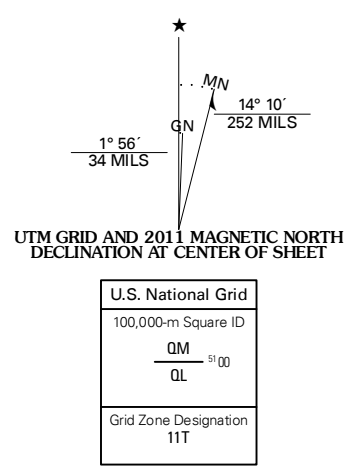 ★
MN
GN
14° 10´
252 MILS
1° 56´
34 MILS
UTM GRID AND 2011 MAGNETIC NORTH
DECLINATION AT CENTER OF SHEET
U.S. National Grid
100,000-m Square ID
QM
5100
QL
Grid Zone Designation
11T